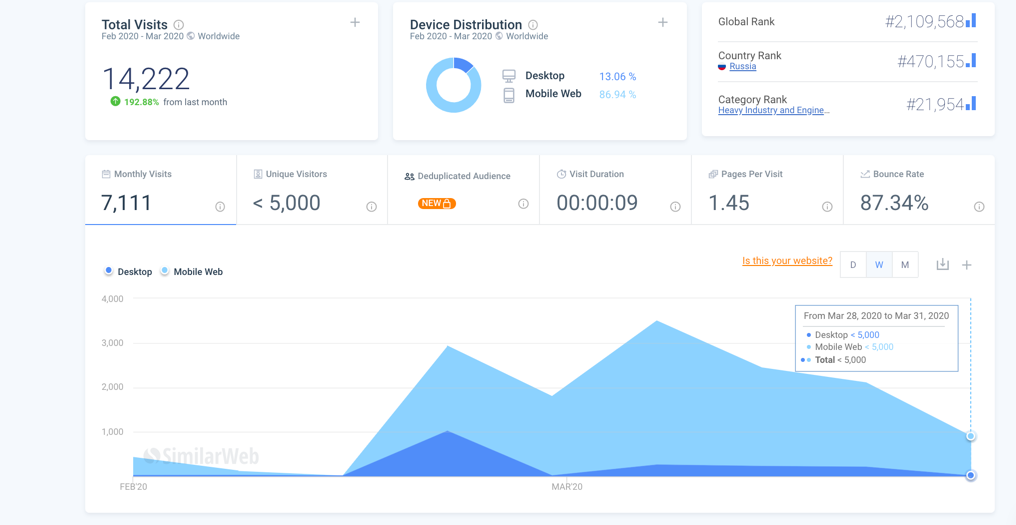 Total Visits
Feb 2020 - Mar 2020 Worldwide
14,222
192.88% from last month
Device Distribution
Feb 2020 - Mar 2020 Worldwide
Desktop 13.06 %
Mobile Web 86.94 %
Global Rank #2,109,568
Country Rank
Russia
#470,155
Category Rank
Heavy Industry and Engine...
#21,954
Monthly Visits
7,111
Unique Visitors
< 5,000
Deduplicated Audience
NEW
Visit Duration
00:00:09
Pages Per Visit
1.45
Bounce Rate
87.34%
Desktop Mobile Web
Is this your website?
D W M
4,000
3,000
2,000
1,000
From Mar 28, 2020 to Mar 31, 2020
Desktop < 5,000
Mobile Web < 5,000
Total < 5,000
SimilarWeb
FEB'20 MAR'20